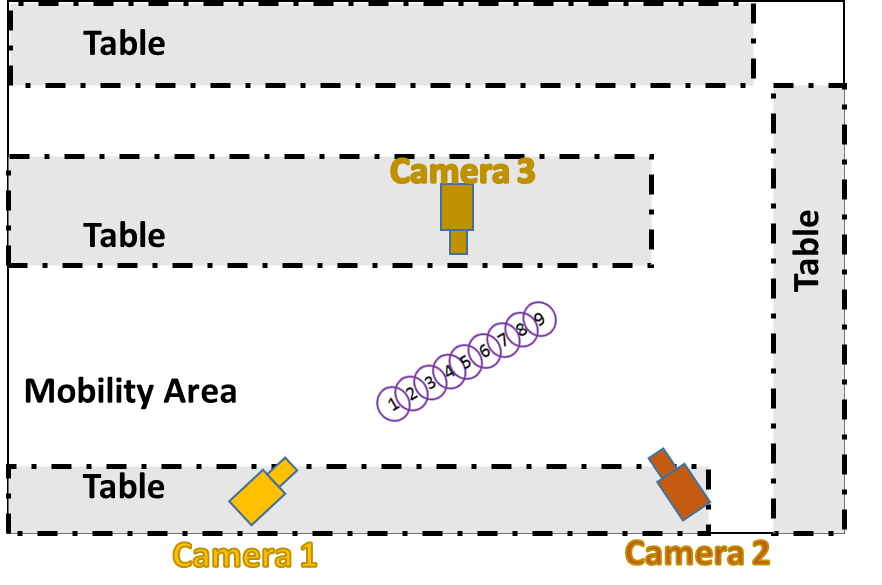 Table
Camera 3
Table
Table
1 2 3 4 5 6 7 8 9
Mobility Area
Table
Camera 1
Camera 2